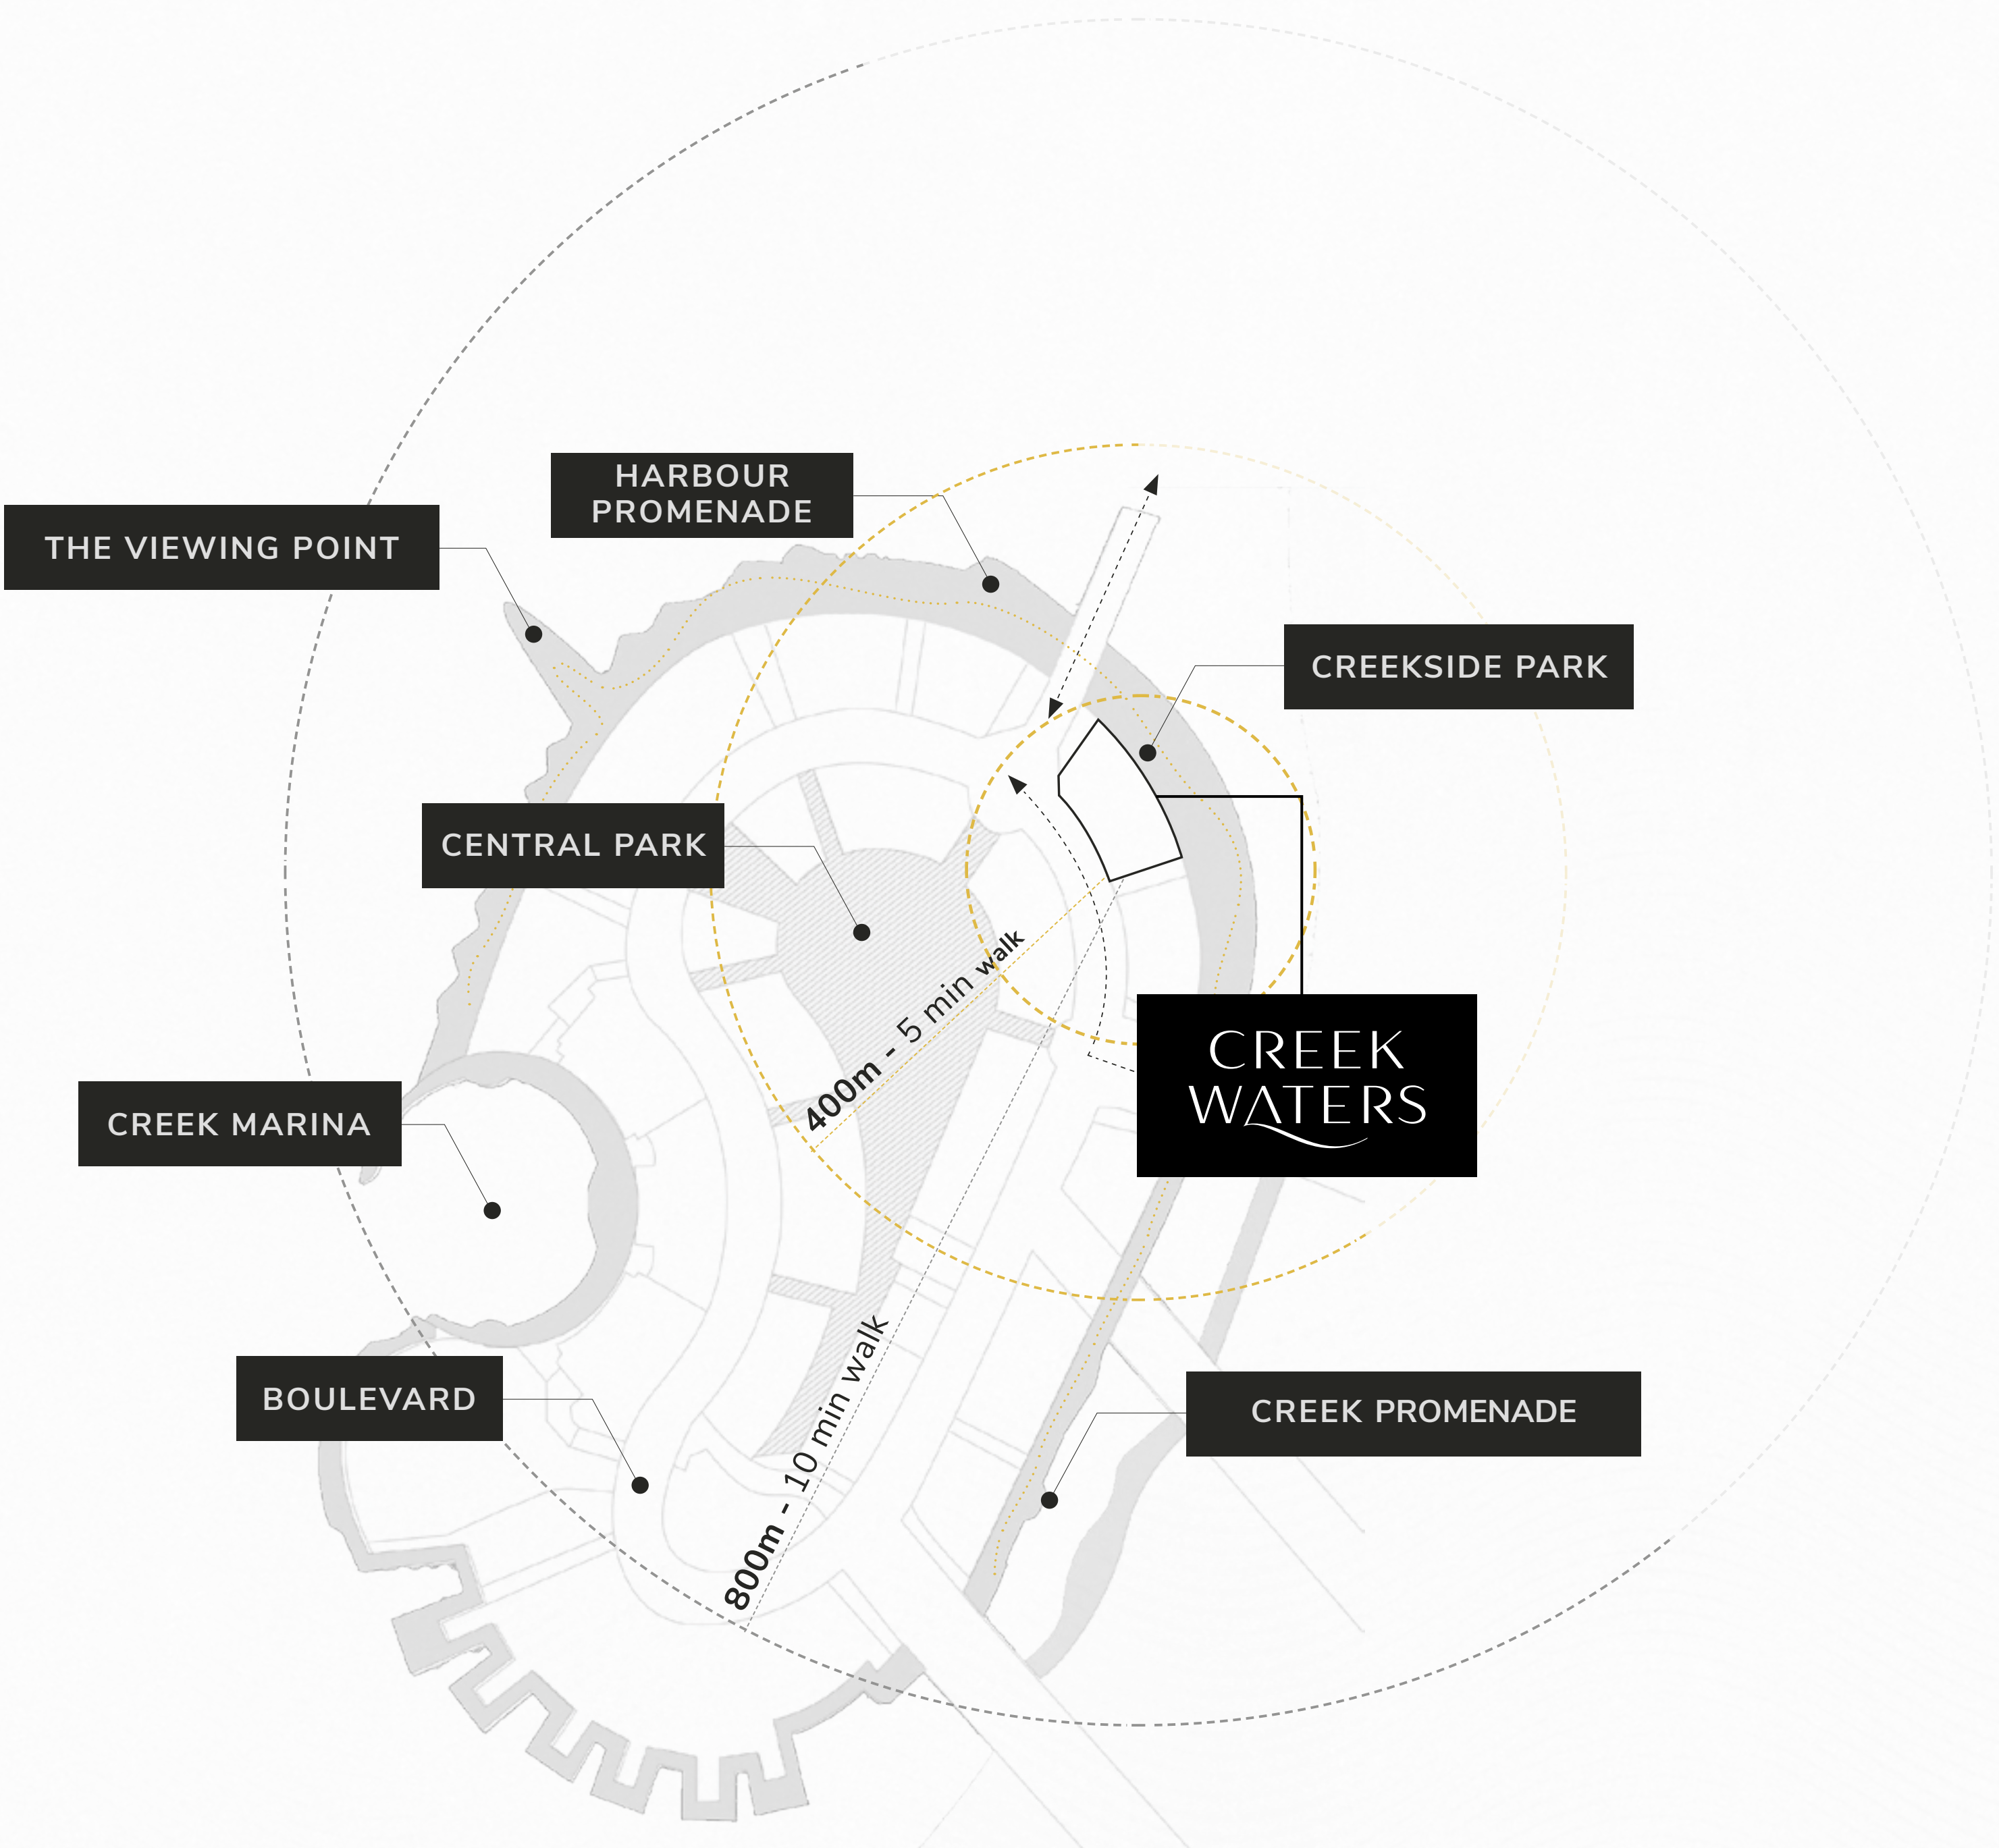 HARBOUR
PROMENADE
THE VIEWING POINT
CREEKSIDE PARK
CENTRAL PARK
400m - 5 min walk
CREEK
WATERS
CREEK MARINA
BOULEVARD
800m - 10 min walk
CREEK PROMENADE